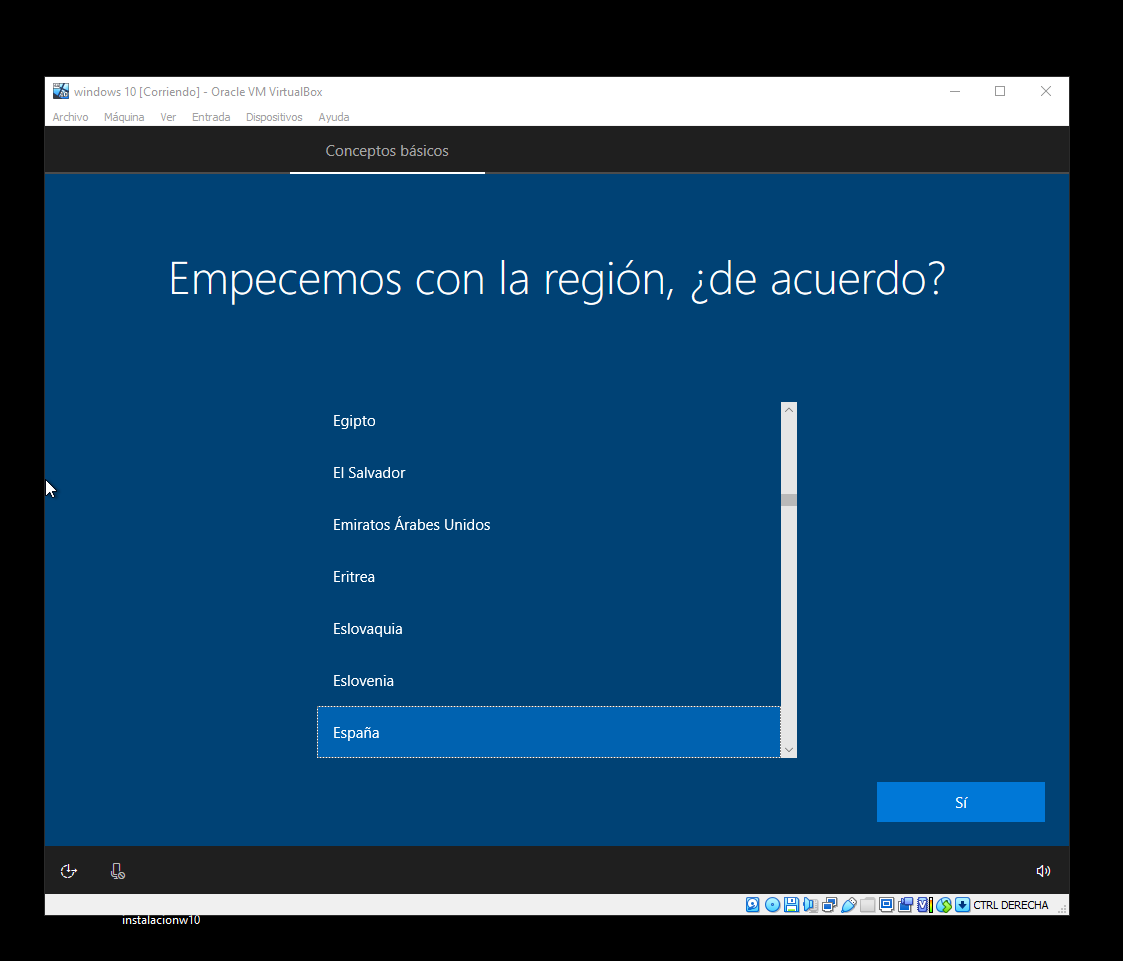 windows 10 [Corriendo] - Oracle VM VirtualBox
Archivo Máquina Ver Entrada Dispositivos Ayuda
Conceptos básicos
Empecemos con la región, ¿de acuerdo?
Egipto
El Salvador
Emiratos Árabes Unidos
Eritrea
Eslovaquia
Eslovenia
España
Sí
CTRL DERECHA
instalacionw10